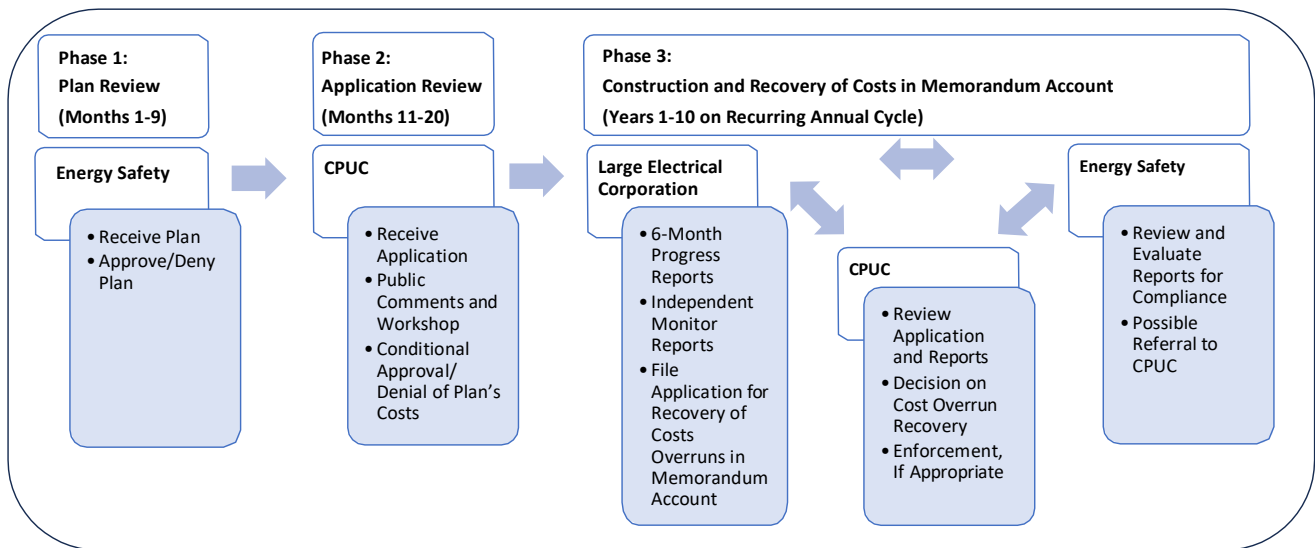 Phase 1:
Plan Review
(Months 1-9)
Energy Safety
• Receive Plan
• Approve/Deny
Plan
Phase 2:
Application Review
(Months 11-20)
CPUC
• Receive
Application
• Public
Comments and
Workshop
• Conditional
Approval/
Denial of Plan's
Costs
Phase 3:
Construction and Recovery of Costs in Memorandum Account
(Years 1-10 on Recurring Annual Cycle)
Large Electrical
Corporation
• 6-Month
Progress
Reports
• Independent
Monitor
Reports
• File
Application for
Recovery of
Costs
Overruns in
Memorandum
Account
CPUC
• Review
Application
and Reports
• Decision on
Cost Overrun
Recovery
• Enforcement,
If Appropriate
Energy Safety
• Review and
Evaluate
Reports for
Compliance
• Possible
Referral to
CPUC